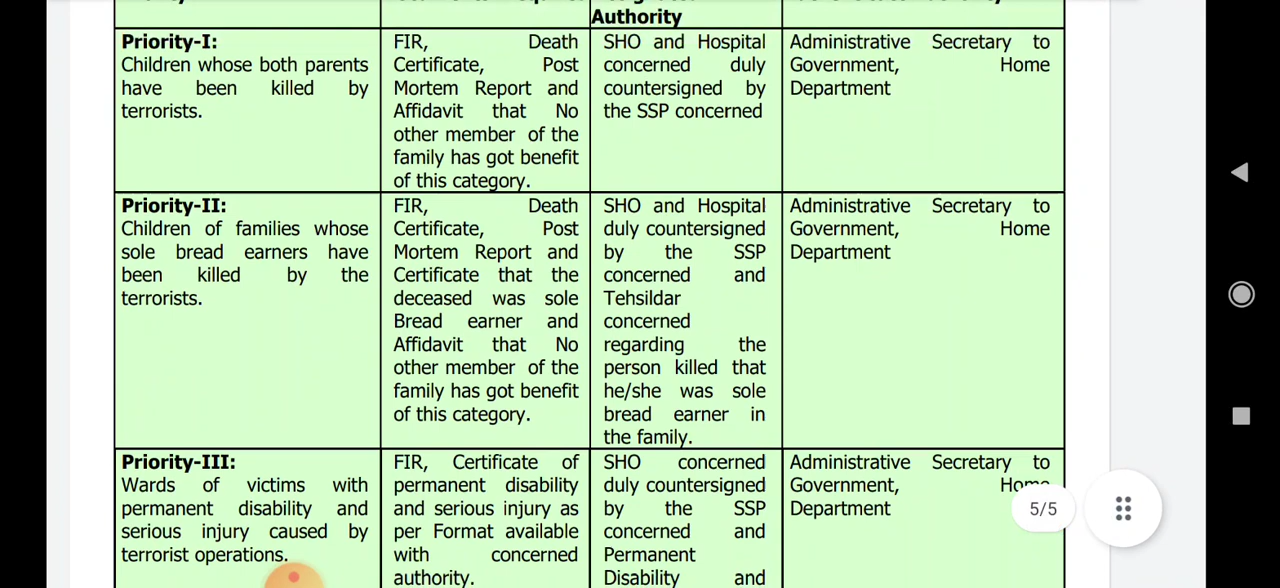 Authority
Priority-I:
Children whose both parents
have been killed by
terrorists.
FIR, Death
Certificate, Post
Mortem Report and
Affidavit that No
other member of the
family has got benefit
of this category.
SHO and Hospital
concerned duly
countersigned by
the SSP concerned
Administrative Secretary to
Government, Home
Department
Priority-II:
Children of families whose
sole bread earners have
been killed by the
terrorists.
FIR, Death
Certificate, Post
Mortem Report and
Certificate that the
deceased was sole
Bread earner and
Affidavit that No
other member of the
family has got benefit
of this category.
SHO and Hospital
duly countersigned
by the SSP
concerned and
Tehsildar
concerned
regarding the
person killed that
he/she was sole
bread earner in
the family.
Administrative Secretary to
Government, Home
Department
Priority-III:
Wards of victims with
permanent disability and
serious injury caused by
terrorist operations.
FIR, Certificate of
permanent disability
and serious injury as
per Format available
with concerned
authority.
SHO concerned
duly countersigned
by the SSP
concerned and
Permanent
Disability and
Administrative Secretary to
Government, Home
Department
5/5